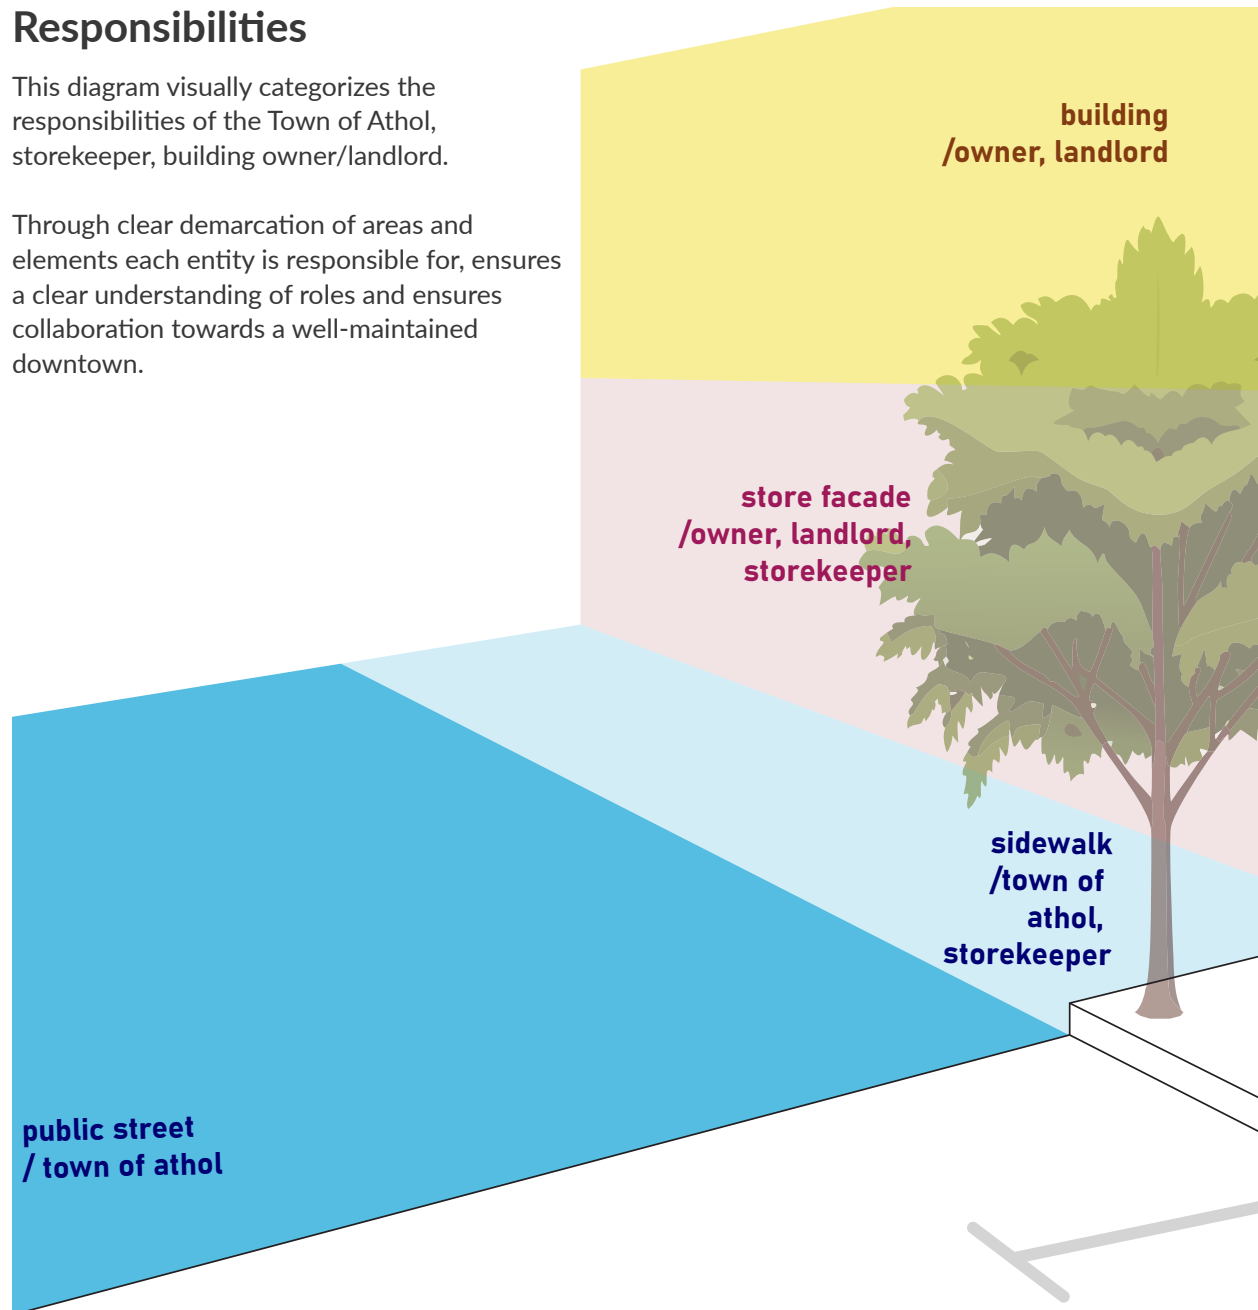 Responsibilities
This diagram visually categorizes the
responsibilities of the Town of Athol,
storekeeper, building owner/landlord.
Through clear demarcation of areas and
elements each entity is responsible for, ensures
a clear understanding of roles and ensures
collaboration towards a well-maintained
downtown.
building
/owner, landlord
store facade
/owner, landlord,
storekeeper
sidewalk
/town of
athol,
storekeeper
public street
/ town of athol